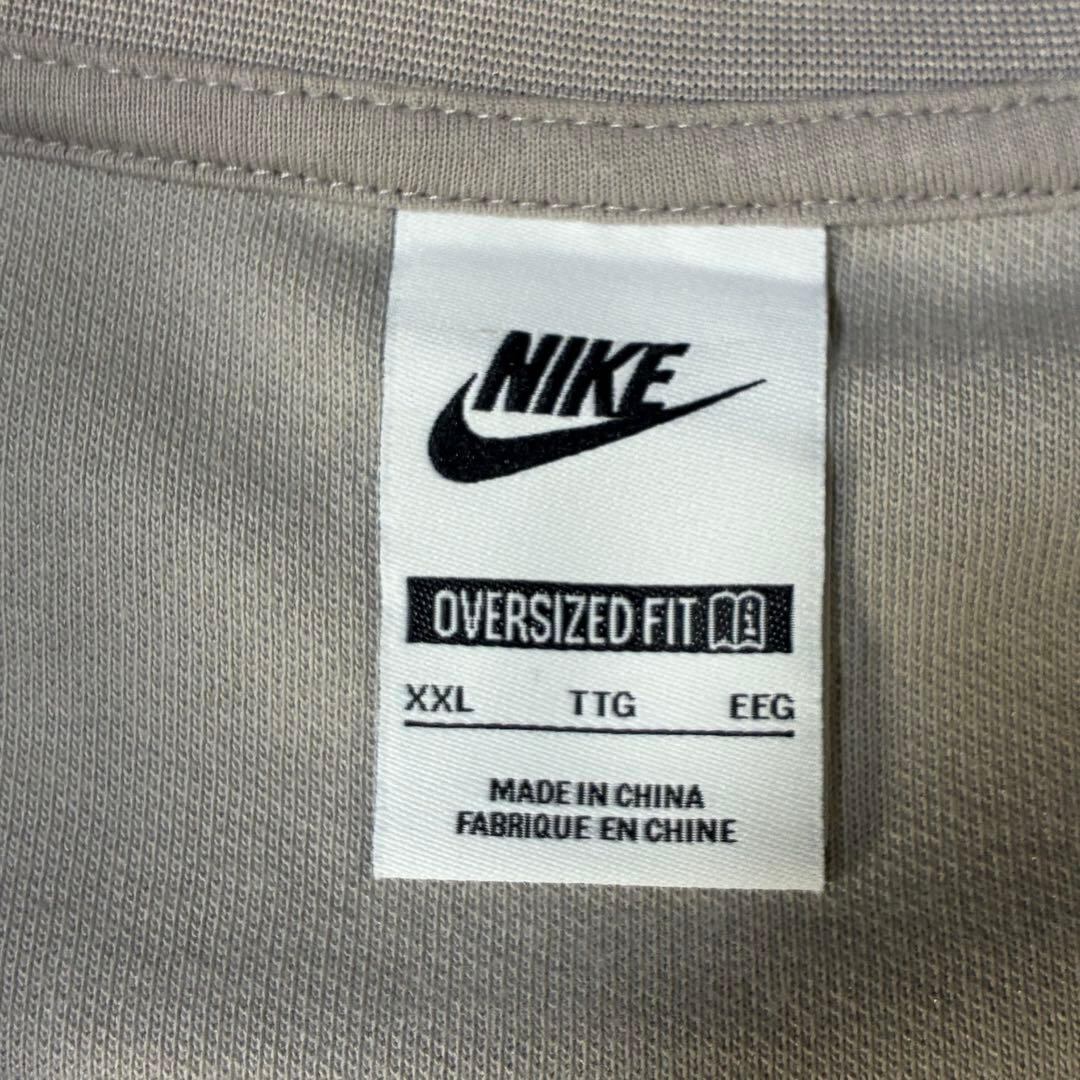 NIKE
OVERSIZED FIT
XXL TTG EEG
MADE IN CHINA
FABRIQUE EN CHINE